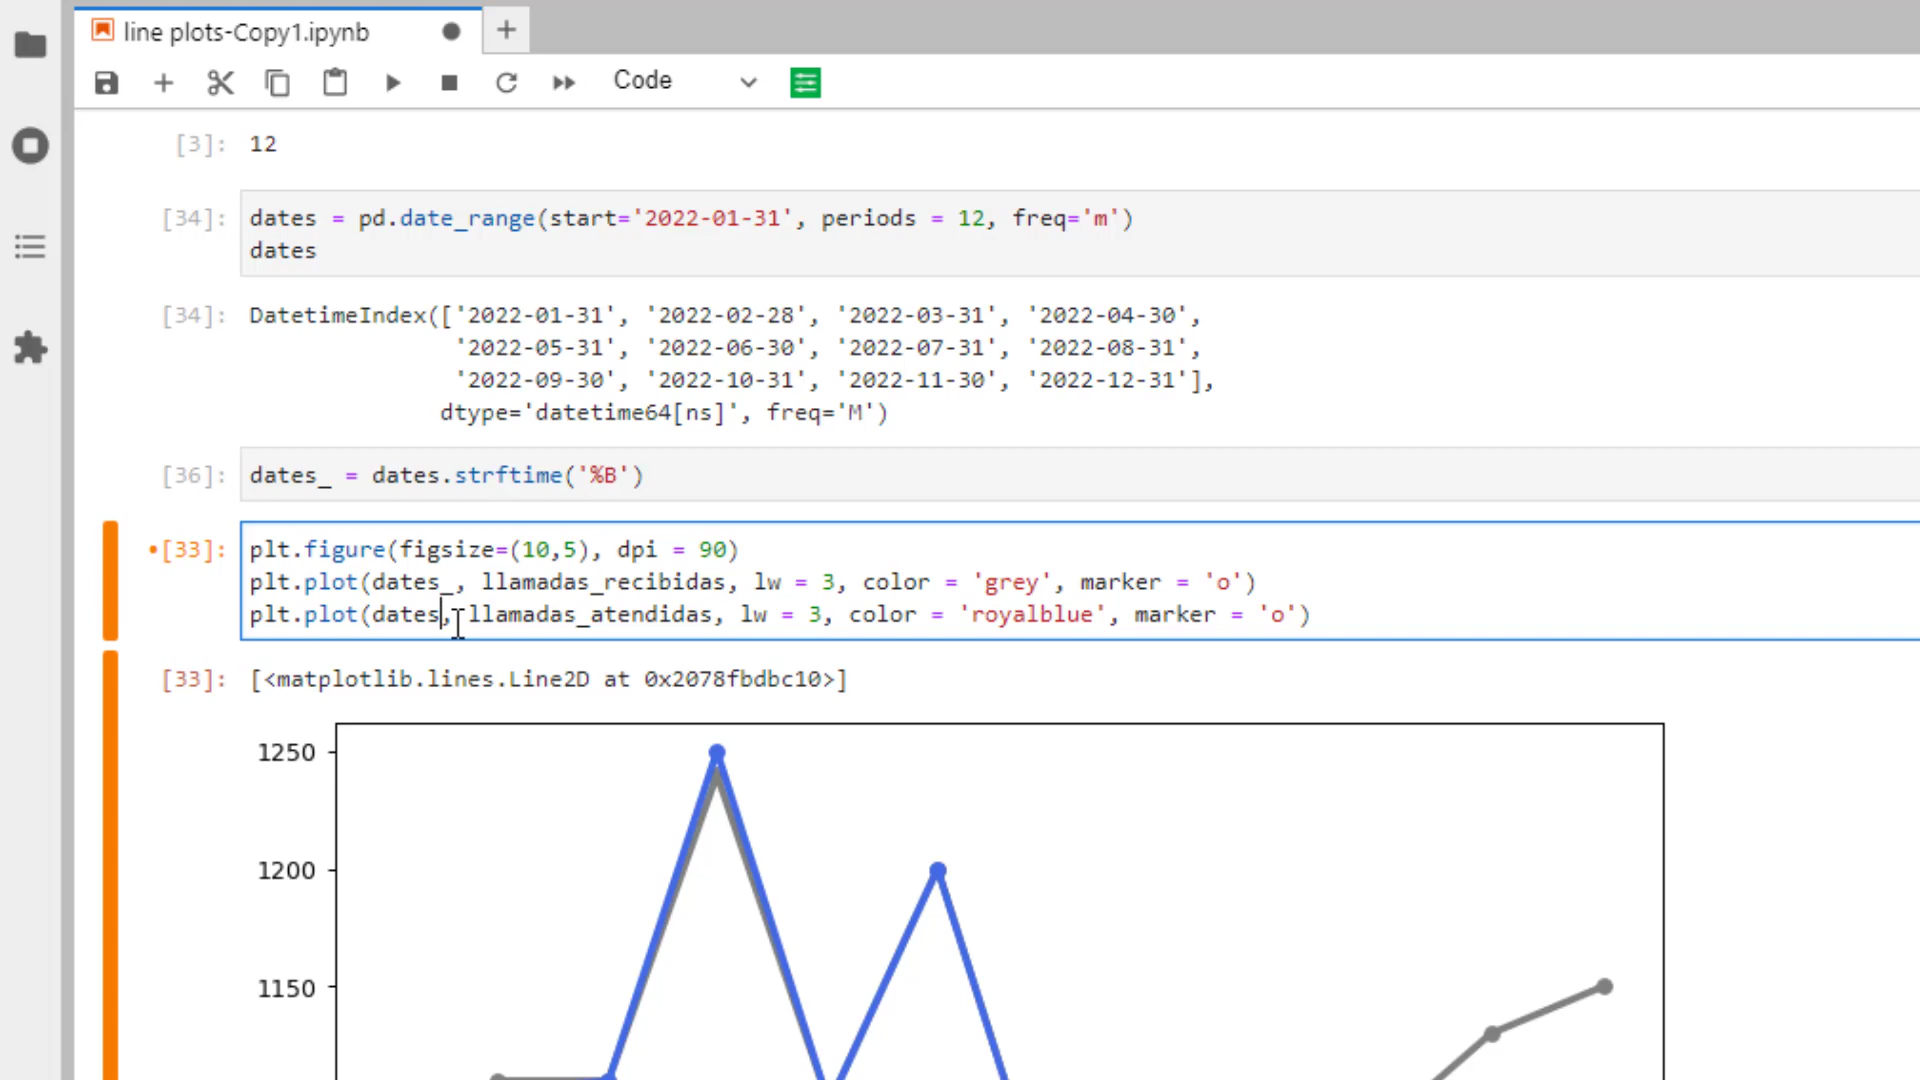 line plots-Copy1.ipynb
Code
[3]: 12
[34]: dates = pd.date_range(start='2022-01-31', periods = 12, freq='m')
dates
[34]: DatetimeIndex(['2022-01-31', '2022-02-28', '2022-03-31', '2022-04-30',
'2022-05-31', '2022-06-30', '2022-07-31', '2022-08-31',
'2022-09-30', '2022-10-31', '2022-11-30', '2022-12-31'],
dtype='datetime64[ns]', freq='M')
[36]: dates_ = dates.strftime('%B')
[33]: plt.figure(figsize=(10,5), dpi = 90)
plt.plot(dates_, llamadas_recibidas, lw = 3, color = 'grey', marker = 'o')
plt.plot(dates, llamadas_atendidas, lw = 3, color = 'royalblue', marker = 'o')
[33]: [<matplotlib.lines.Line2D at 0x2078fbdbc10>]
1250
1200
1150